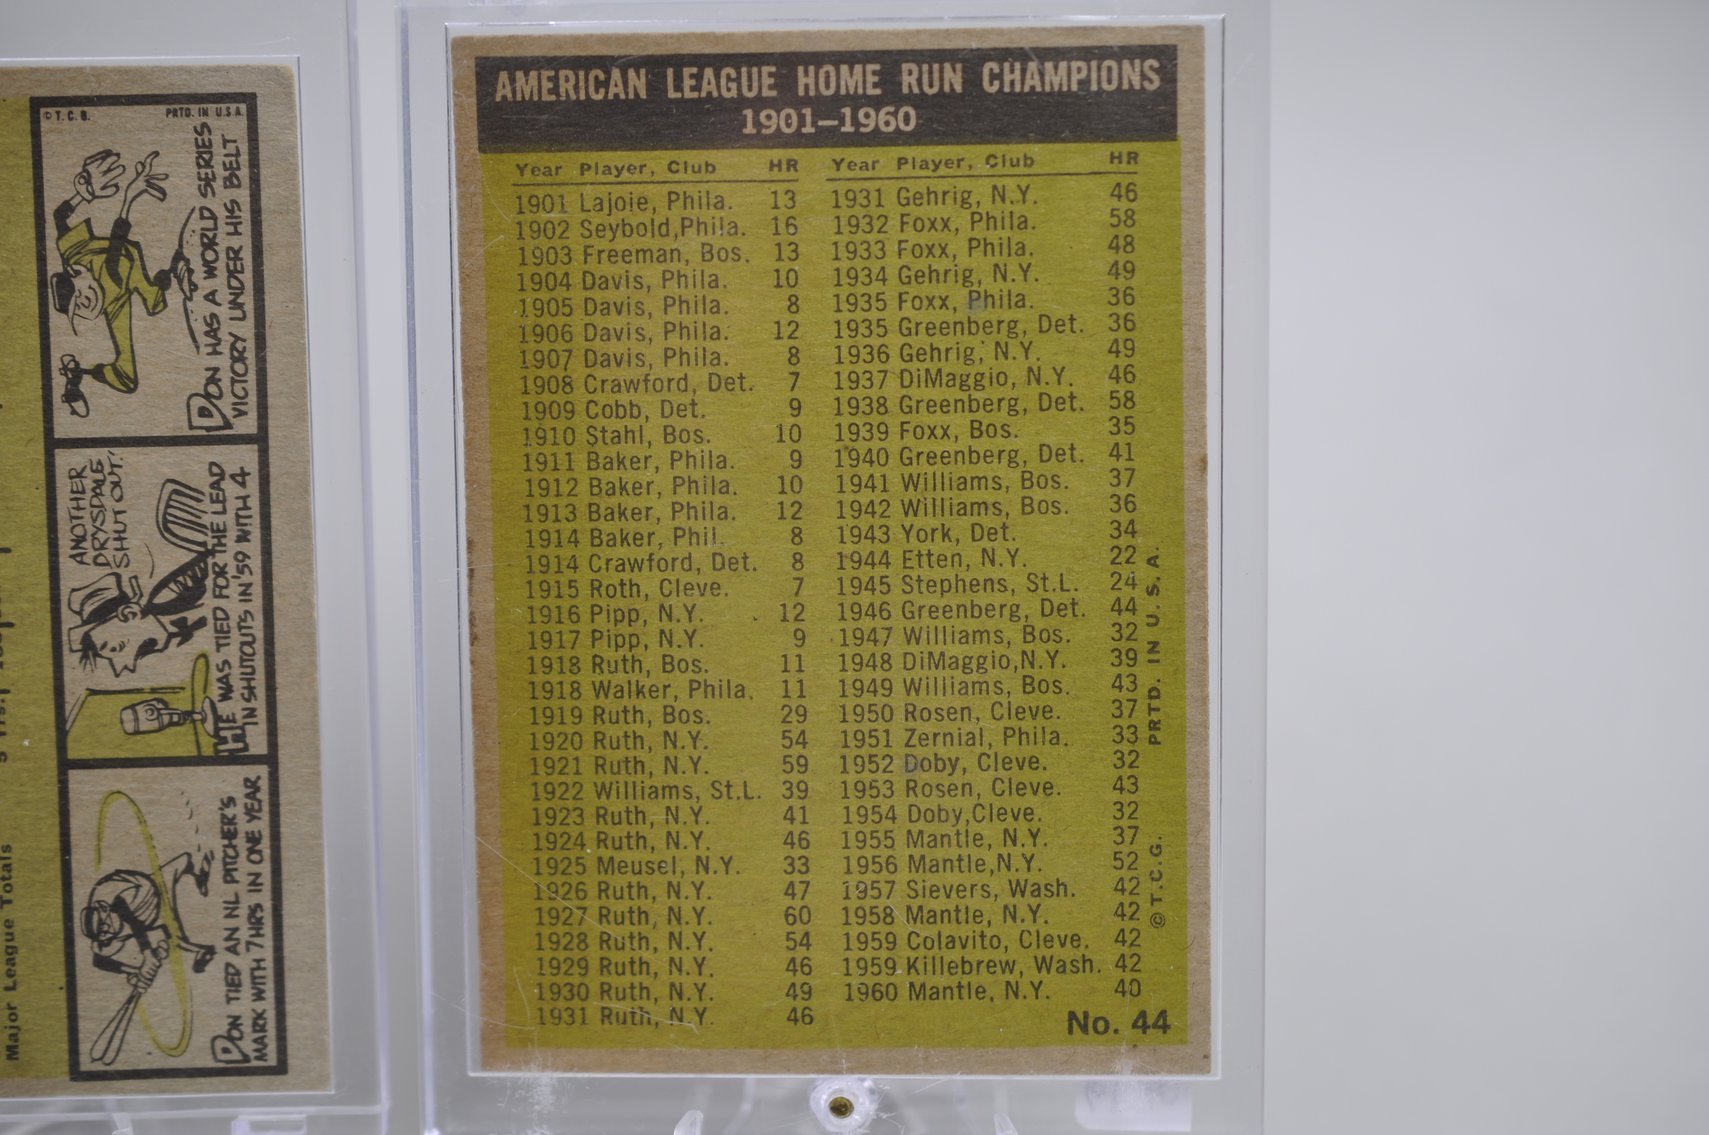 © T. C. G.
PRTD. IN U.S.A.
DON HAS A WORLD SERIES
VICTORY UNDER HIS BELT
ANOTHER
DRYSDALE
SHUT OUT!
HE WAS TIED FOR THE LEAD
IN SHUTOUTS IN '59 WITH 4
DON TIED AN NL PITCHER'S
MARK WITH 7 HRS IN ONE YEAR
Major League Totals
AMERICAN LEAGUE HOME RUN CHAMPIONS
1901–1960
Year Player, Club HR
1901 Lajoie, Phila. 13
1902 Seybold,Phila. 16
1903 Freeman, Bos. 13
1904 Davis, Phila. 10
1905 Davis, Phila. 8
1906 Davis, Phila. 12
1907 Davis, Phila. 8
1908 Crawford, Det. 7
1909 Cobb, Det. 9
1910 Stahl, Bos. 10
1911 Baker, Phila. 9
1912 Baker, Phila. 10
1913 Baker, Phila. 12
1914 Baker, Phil. 8
1914 Crawford, Det. 8
1915 Roth, Cleve. 7
1916 Pipp, N.Y. 12
1917 Pipp, N.Y. 9
1918 Ruth, Bos. 11
1918 Walker, Phila. 11
1919 Ruth, Bos. 29
1920 Ruth, N.Y. 54
1921 Ruth, N.Y. 59
1922 Williams, St.L. 39
1923 Ruth, N.Y. 41
1924 Ruth, N.Y. 46
1925 Meusel, N.Y. 33
1926 Ruth, N.Y. 47
1927 Ruth, N.Y. 60
1928 Ruth, N.Y. 54
1929 Ruth, N.Y. 46
1930 Ruth, N.Y. 49
1931 Ruth, N.Y. 46
Year Player, Club HR
1931 Gehrig, N.Y. 46
1932 Foxx, Phila. 58
1933 Foxx, Phila. 48
1934 Gehrig, N.Y. 49
1935 Foxx, Phila. 36
1935 Greenberg, Det. 36
1936 Gehrig, N.Y. 49
1937 DiMaggio, N.Y. 46
1938 Greenberg, Det. 58
1939 Foxx, Bos. 35
1940 Greenberg, Det. 41
1941 Williams, Bos. 37
1942 Williams, Bos. 36
1943 York, Det. 34
1944 Etten, N.Y. 22
1945 Stephens, St.L. 24
1946 Greenberg, Det. 44
1947 Williams, Bos. 32
1948 DiMaggio,N.Y. 39
1949 Williams, Bos. 43
1950 Rosen, Cleve. 37
1951 Zernial, Phila. 33
1952 Doby, Cleve. 32
1953 Rosen, Cleve. 43
1954 Doby,Cleve. 32
1955 Mantle, N.Y. 37
1956 Mantle,N.Y. 52
1957 Sievers, Wash. 42
1958 Mantle, N.Y. 42
1959 Colavito, Cleve. 42
1959 Killebrew, Wash. 42
1960 Mantle, N.Y. 40
No. 44
© T.C.G. PRTD. IN U. S. A.